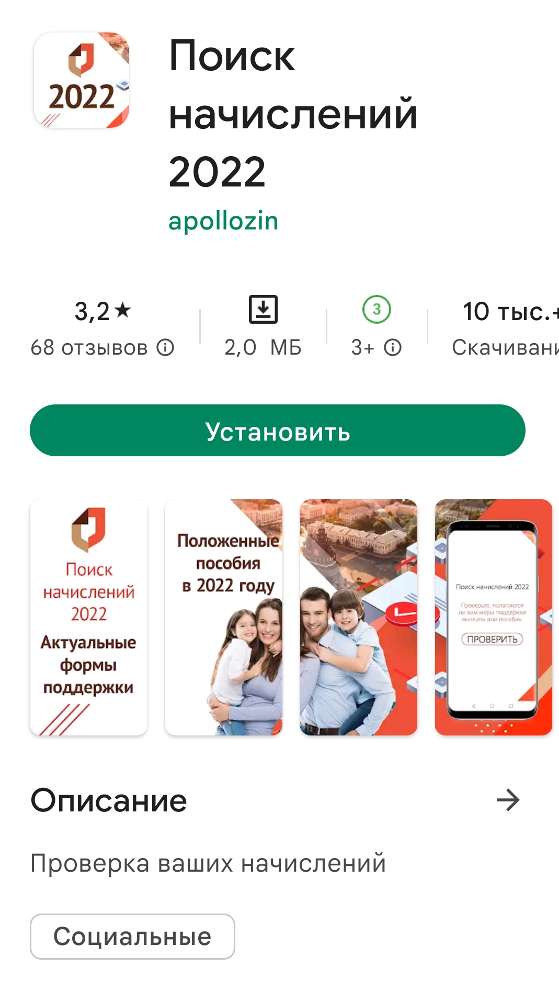 2022
Поиск
начислений
2022
apollozin
3,2★
68 отзывов
2,0 МБ
3
3+
10 тыс.+
Скачивани
Установить
Поиск
начислений
2022
Актуальные
формы
поддержки
Положенные
пособия
в 2022 году
Поиск начислений 2022
Проверьте, полагаются
ли вам меры поддержки
выплаты или пособия.
ПРОВЕРИТЬ
Описание
Проверка ваших начислений
Социальные